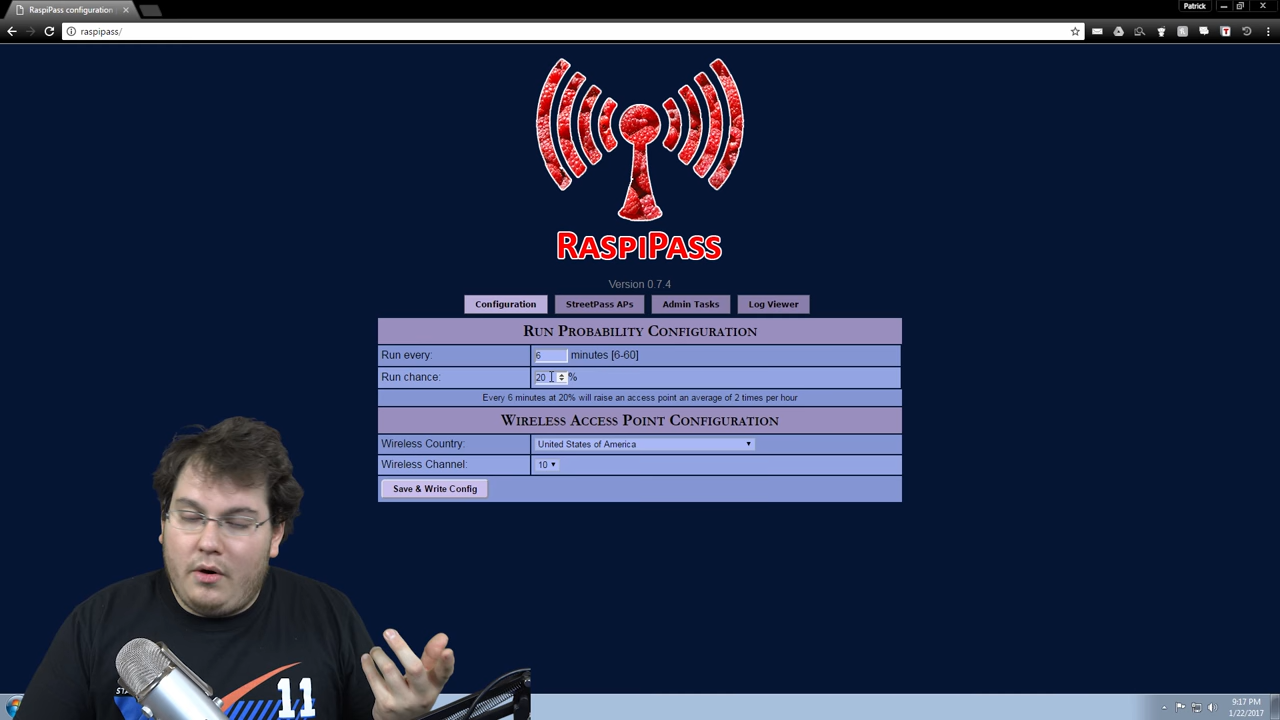 RaspiPass configuration
Patrick
raspipass/
RASPIPASS
Version 0.7.4
Configuration
StreetPass APs
Admin Tasks
Log Viewer
RUN PROBABILITY CONFIGURATION
Run every: 6 minutes [6-60]
Run chance: 20 %
Every 6 minutes at 20% will raise an access point an average of 2 times per hour
WIRELESS ACCESS POINT CONFIGURATION
Wireless Country: United States of America
Wireless Channel: 10
Save & Write Config
11
9:17 PM
1/22/2017